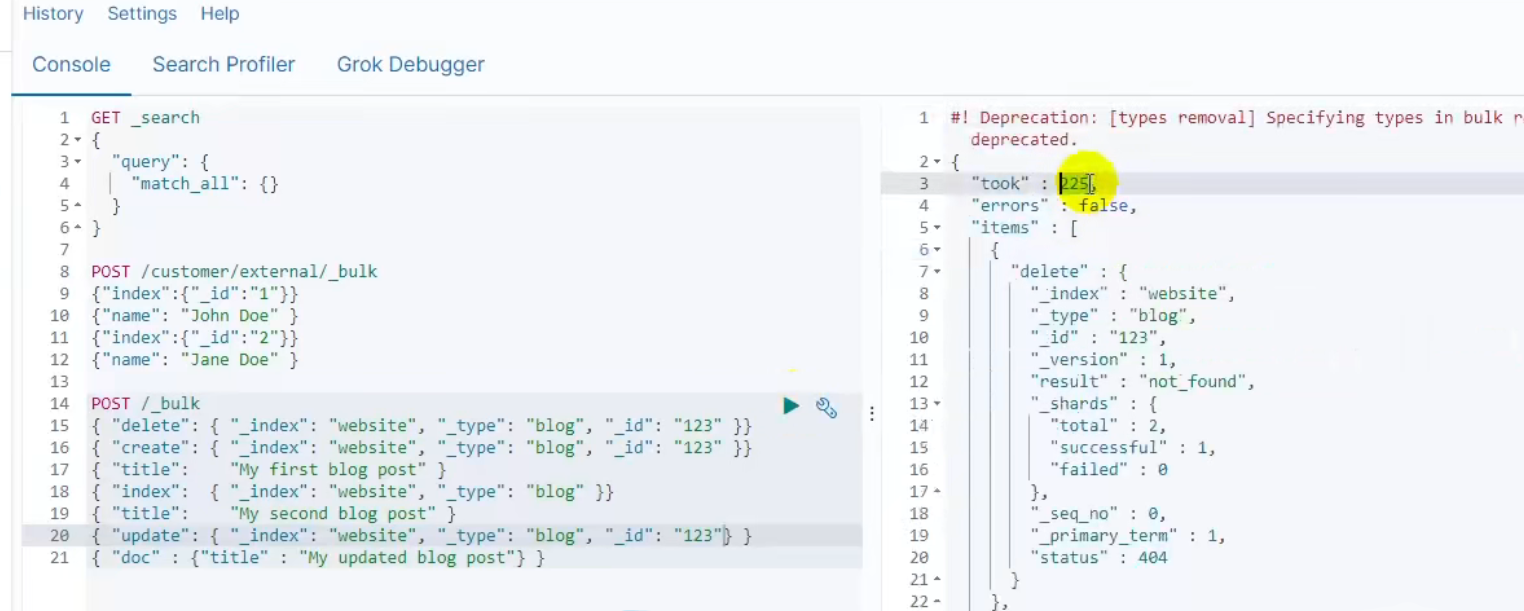 History Settings Help
Console Search Profiler Grok Debugger
1 GET _search
2 {
3 "query": {
4 "match_all": {}
5 }
6 }
7
8 POST /customer/external/_bulk
9 {"index":{"_id":"1"}}
10 {"name": "John Doe" }
11 {"index":{"_id":"2"}}
12 {"name": "Jane Doe" }
13
14 POST /_bulk
15 { "delete": { "_index": "website", "_type": "blog", "_id": "123" }}
16 { "create": { "_index": "website", "_type": "blog", "_id": "123" }}
17 { "title": "My first blog post" }
18 { "index": { "_index": "website", "_type": "blog" }}
19 { "title": "My second blog post" }
20 { "update": { "_index": "website", "_type": "blog", "_id": "123"} }
21 { "doc" : {"title" : "My updated blog post"} }
1 #! Deprecation: [types removal] Specifying types in bulk r
deprecated.
2 {
3 "took" : 225,
4 "errors" : false,
5 "items" : [
6 {
7 "delete" : {
8 "_index" : "website",
9 "_type" : "blog",
10 "_id" : "123",
11 "_version" : 1,
12 "result" : "not_found",
13 "_shards" : {
14 "total" : 2,
15 "successful" : 1,
16 "failed" : 0
17 },
18 "_seq_no" : 0,
19 "_primary_term" : 1,
20 "status" : 404
21 }
22 },